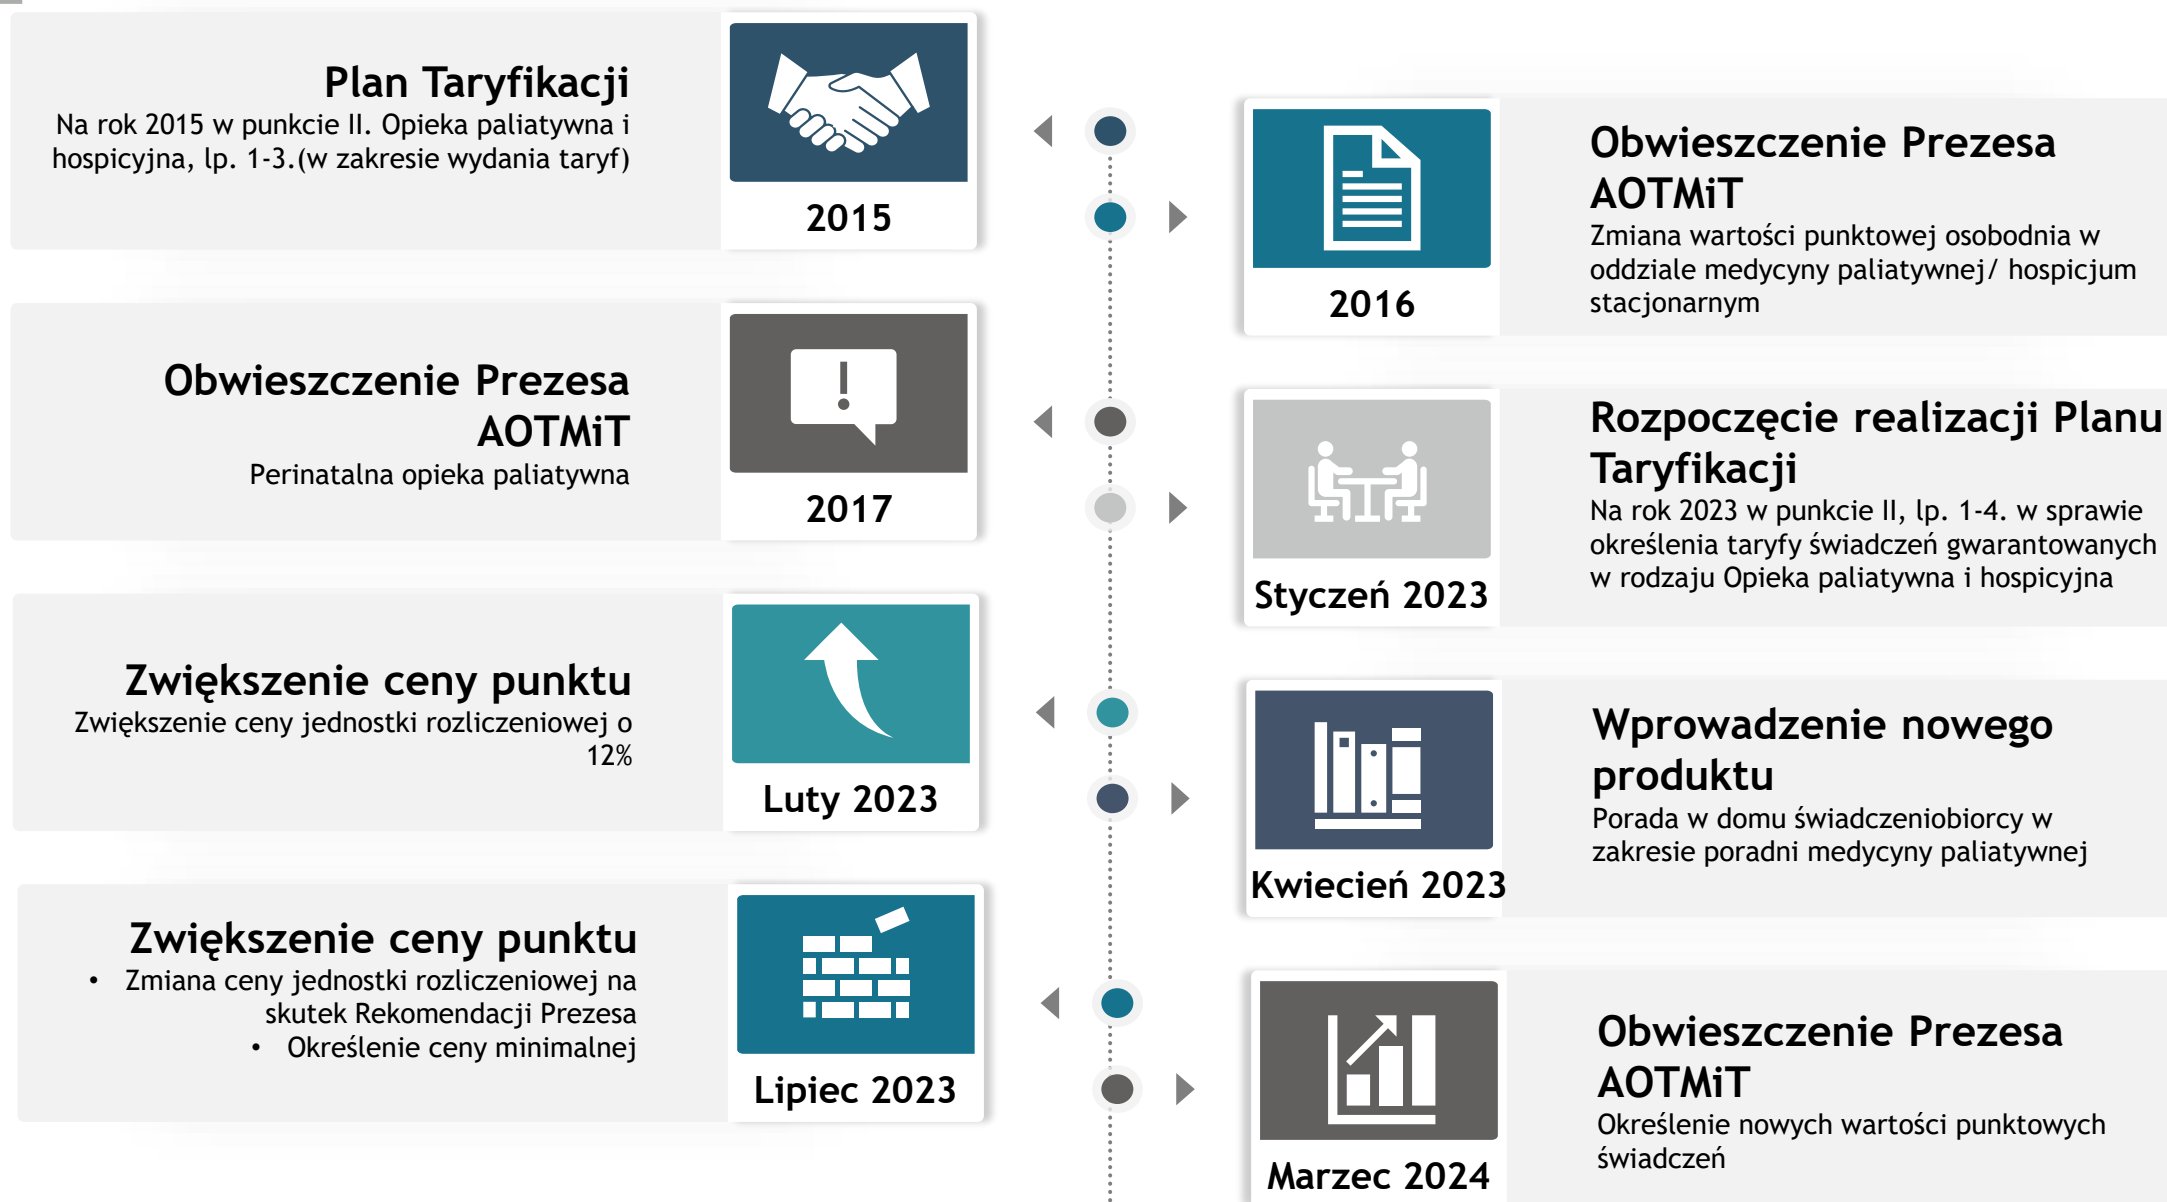 Plan Taryfikacji
Na rok 2015 w punkcie II. Opieka paliatywna i
hospicyjna, lp. 1-3.(w zakresie wydania taryf)
2015
Obwieszczenie Prezesa
AOTMiT
Zmiana wartości punktowej osobodnia w
oddziale medycyny paliatywnej/ hospicjum
stacjonarnym
2016
Obwieszczenie Prezesa
AOTMiT
Perinatalna opieka paliatywna
2017
Rozpoczęcie realizacji Planu
Taryfikacji
Na rok 2023 w punkcie II, lp. 1-4. w sprawie
określenia taryfy świadczeń gwarantowanych
w rodzaju Opieka paliatywna i hospicyjna
Styczeń 2023
Zwiększenie ceny punktu
Zwiększenie ceny jednostki rozliczeniowej o
12%
Luty 2023
Wprowadzenie nowego
produktu
Porada w domu świadczeniobiorcy w
zakresie poradni medycyny paliatywnej
Kwiecień 2023
Zwiększenie ceny punktu
• Zmiana ceny jednostki rozliczeniowej na
skutek Rekomendacji Prezesa
• Określenie ceny minimalnej
Lipiec 2023
Obwieszczenie Prezesa
AOTMiT
Określenie nowych wartości punktowych
świadczeń
Marzec 2024